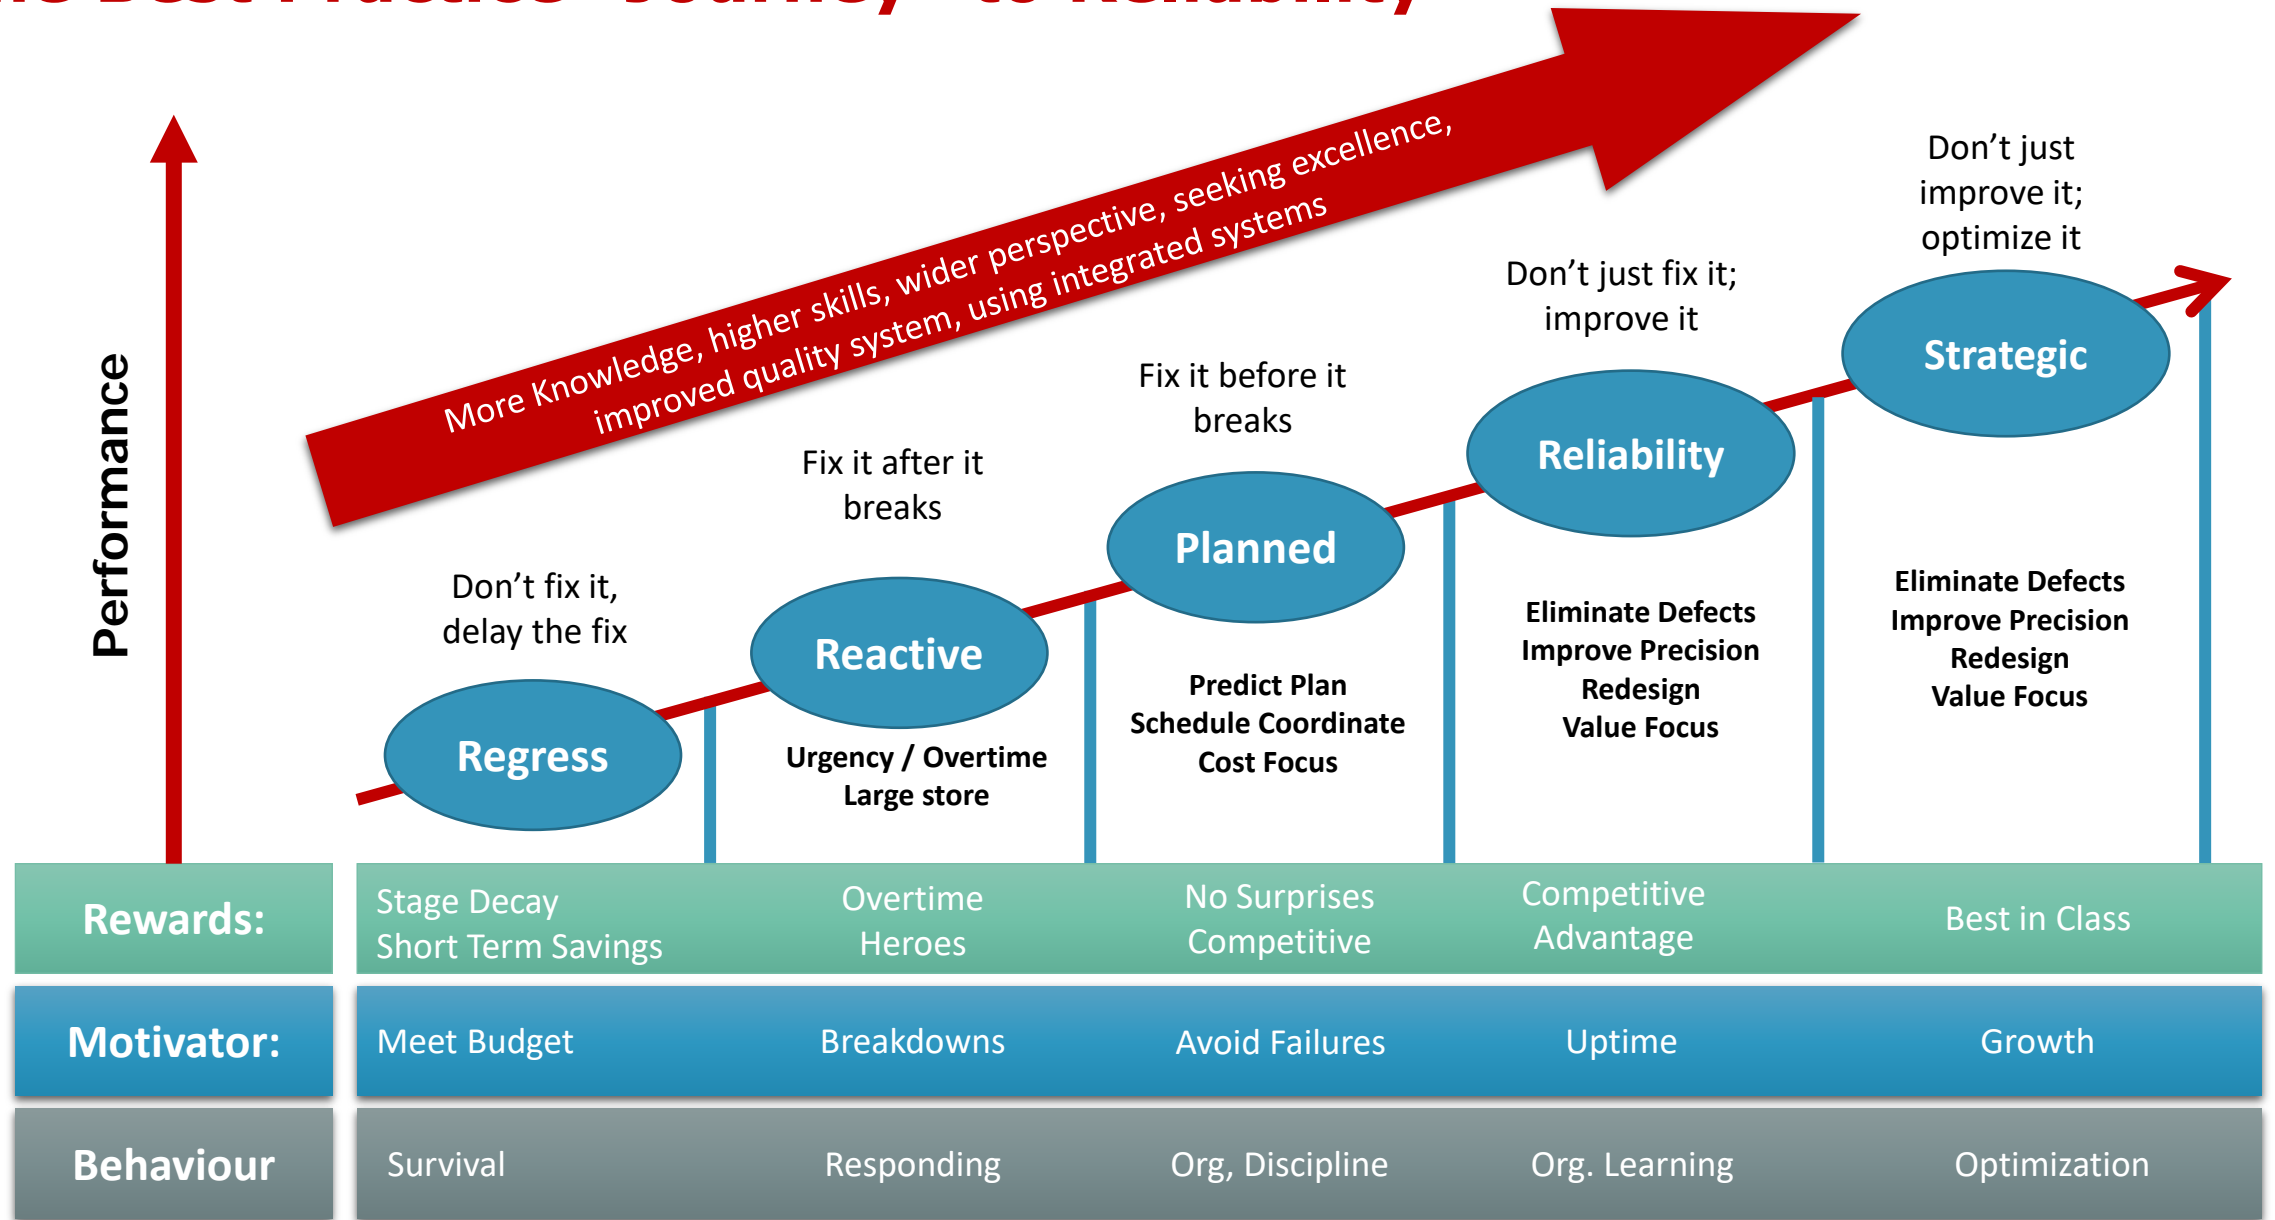 Best Practice "Journey" to Reliability
More Knowledge, higher skills, wider perspective, seeking excellence,
improved quality system, using integrated systems
Performance
Don't fix it,
delay the fix
Regress
Fix it after it
breaks
Reactive
Urgency / Overtime
Large store
Fix it before it
breaks
Planned
Predict Plan
Schedule Coordinate
Cost Focus
Don't just fix it;
improve it
Reliability
Eliminate Defects
Improve Precision
Redesign
Value Focus
Don't just
improve it;
optimize it
Strategic
Eliminate Defects
Improve Precision
Redesign
Value Focus
Rewards:
Stage Decay
Short Term Savings
Overtime
Heroes
No Surprises
Competitive
Competitive
Advantage
Best in Class
Motivator:
Meet Budget
Breakdowns
Avoid Failures
Uptime
Growth
Behaviour
Survival
Responding
Org, Discipline
Org. Learning
Optimization